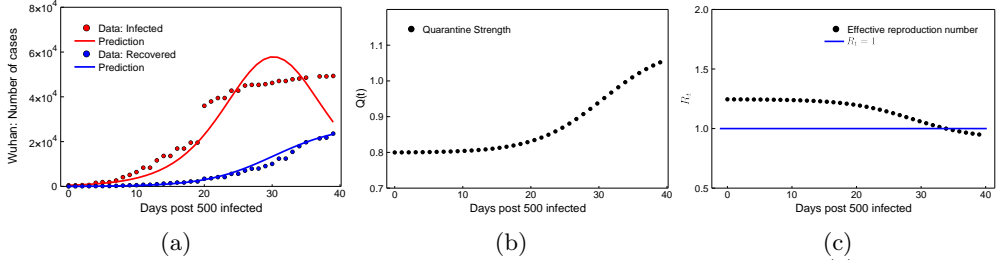 8×10⁴
6×10⁴
4×10⁴
2×10⁴
0
Wuhan: Number of cases
Data: Infected
Prediction
Data: Recovered
Prediction
0 10 20 30 40
Days post 500 infected
(a)
1.1
1.0
0.9
0.8
0.7
Q(t)
Quarantine Strength
0 10 20 30 40
Days post 500 infected
(b)
2.0
1.5
1.0
0.5
Rₜ
Effective reproduction number
Rₜ = 1
0 10 20 30 40
Days post 500 infected
(c)